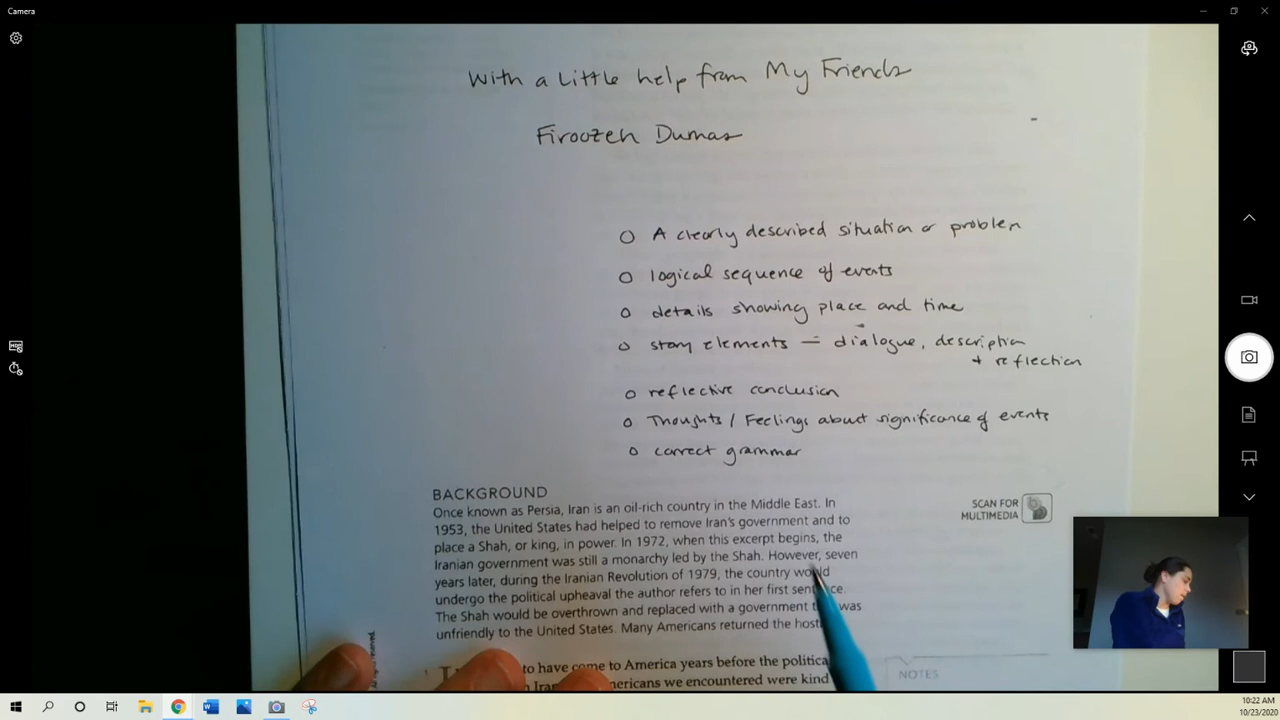 Camera
With a little help from My Friends
Firoozeh Dumas
A clearly described situation or problem
logical sequence of events
details showing place and time
story elements — dialogue, description
+ reflection
reflective conclusion
Thoughts / Feelings about significance of events
correct grammar
BACKGROUND
Once known as Persia, Iran is an oil-rich country in the Middle East. In
1953, the United States had helped to remove Iran's government and to
place a Shah, or king, in power. In 1972, when this excerpt begins, the
Iranian government was still a monarchy led by the Shah. However, seven
years later, during the Iranian Revolution of 1979, the country would
undergo the political upheaval the author refers to in her first sentence.
The Shah would be overthrown and replaced with a government was
unfriendly to the United States. Many Americans returned the
SCAN FOR
MULTIMEDIA
to have come to America years before the
we encountered were kind
NOTES
reserved.
10:22 AM
10/23/2020